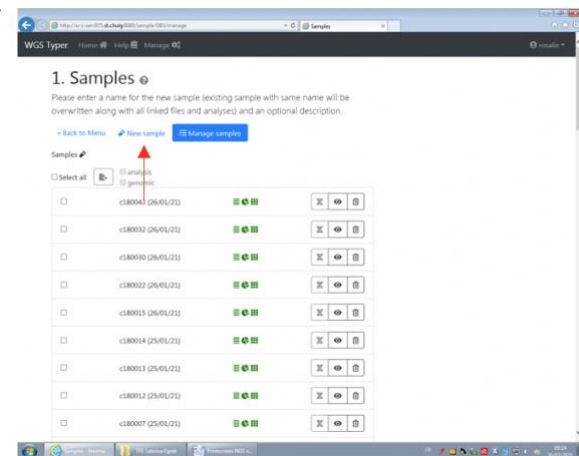 Samples
WGS Typer Home Help Manage
rosalie
1. Samples
Please enter a name for the new sample (existing sample with same name will be
overwritten along with all linked files and analyses) and an optional description.
« Back to Menu New sample Manage samples
Samples
Select all
analysis
genomic
c180043 (26/01/21)
c180032 (26/01/21)
c180030 (26/01/21)
c180022 (26/01/21)
c180015 (26/01/21)
c180014 (25/01/21)
c180013 (25/01/21)
c180012 (25/01/21)
c180007 (25/01/21)
FR
09:24